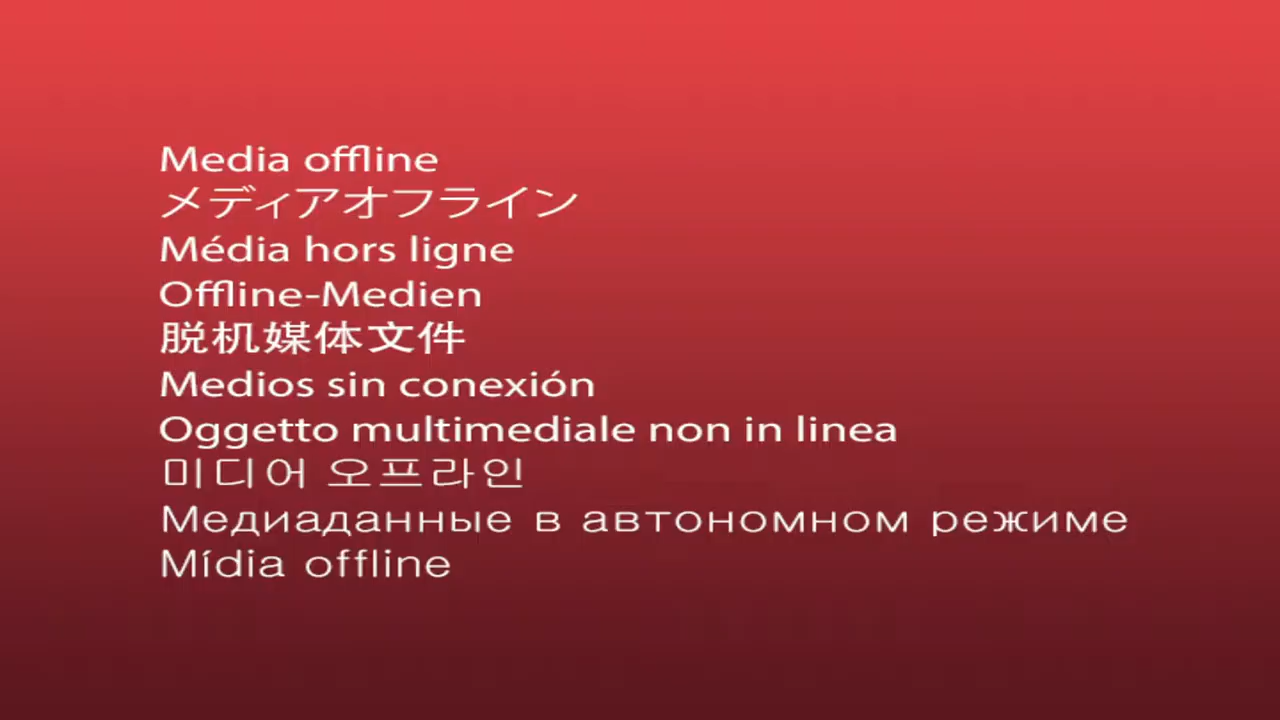 Media offline
メディアオフライン
Média hors ligne
Offline-Medien
脱机媒体文件
Medios sin conexión
Oggetto multimediale non in linea
미디어 오프라인
Медиаданные в автономном режиме
Mídia offline